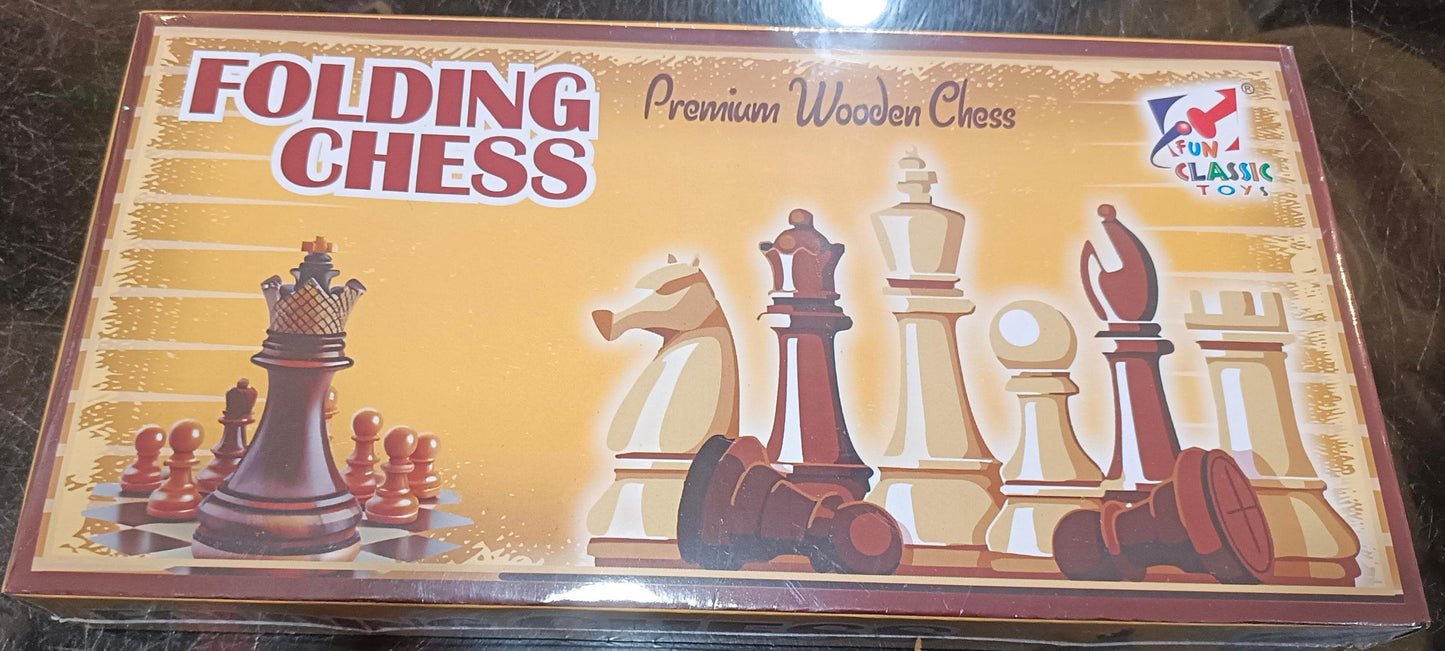 FOLDING
CHESS
Premium Wooden Chess
®
FUN
CLASSIC
TOYS